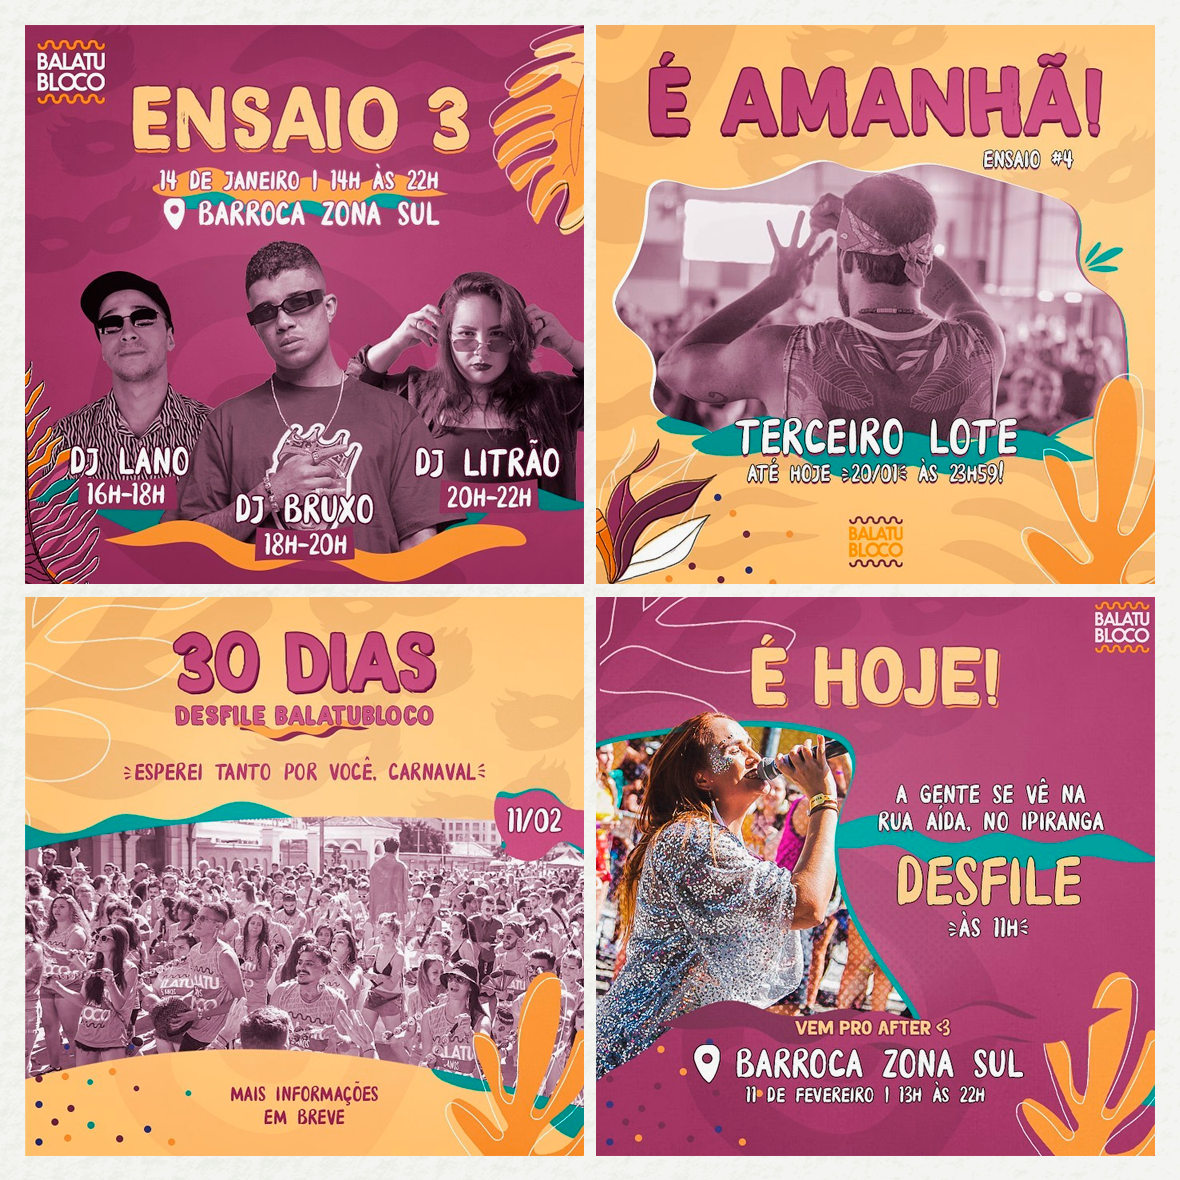 BALATU
BLOCO
ENSAIO 3
14 DE JANEIRO | 14H ÀS 22H
BARROCA ZONA SUL
DJ LANO
16H-18H
DJ BRUXO
18H-20H
DJ LITRÃO
20H-22H
É AMANHÃ!
ENSAIO #4
TERCEIRO LOTE
ATÉ HOJE 20/01 ÀS 23H59!
BALATU
BLOCO
30 DIAS
DESFILE BALATUBLOCO
ESPEREI TANTO POR VOCÊ, CARNAVAL
11/02
MAIS INFORMAÇÕES
EM BREVE
BALATU
BLOCO
É HOJE!
A GENTE SE VÊ NA
RUA AÍDA, NO IPIRANGA
DESFILE
ÀS 11H
VEM PRO AFTER <3
BARROCA ZONA SUL
11 DE FEVEREIRO | 13H ÀS 22H